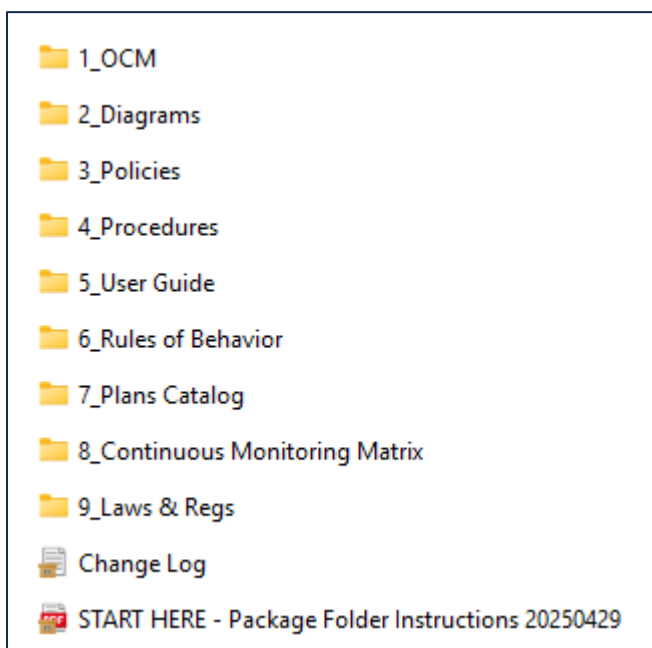 1_OCM
2_Diagrams
3_Policies
4_Procedures
5_User Guide
6_Rules of Behavior
7_Plans Catalog
8_Continuous Monitoring Matrix
9_Laws & Regs
Change Log
START HERE - Package Folder Instructions 20250429